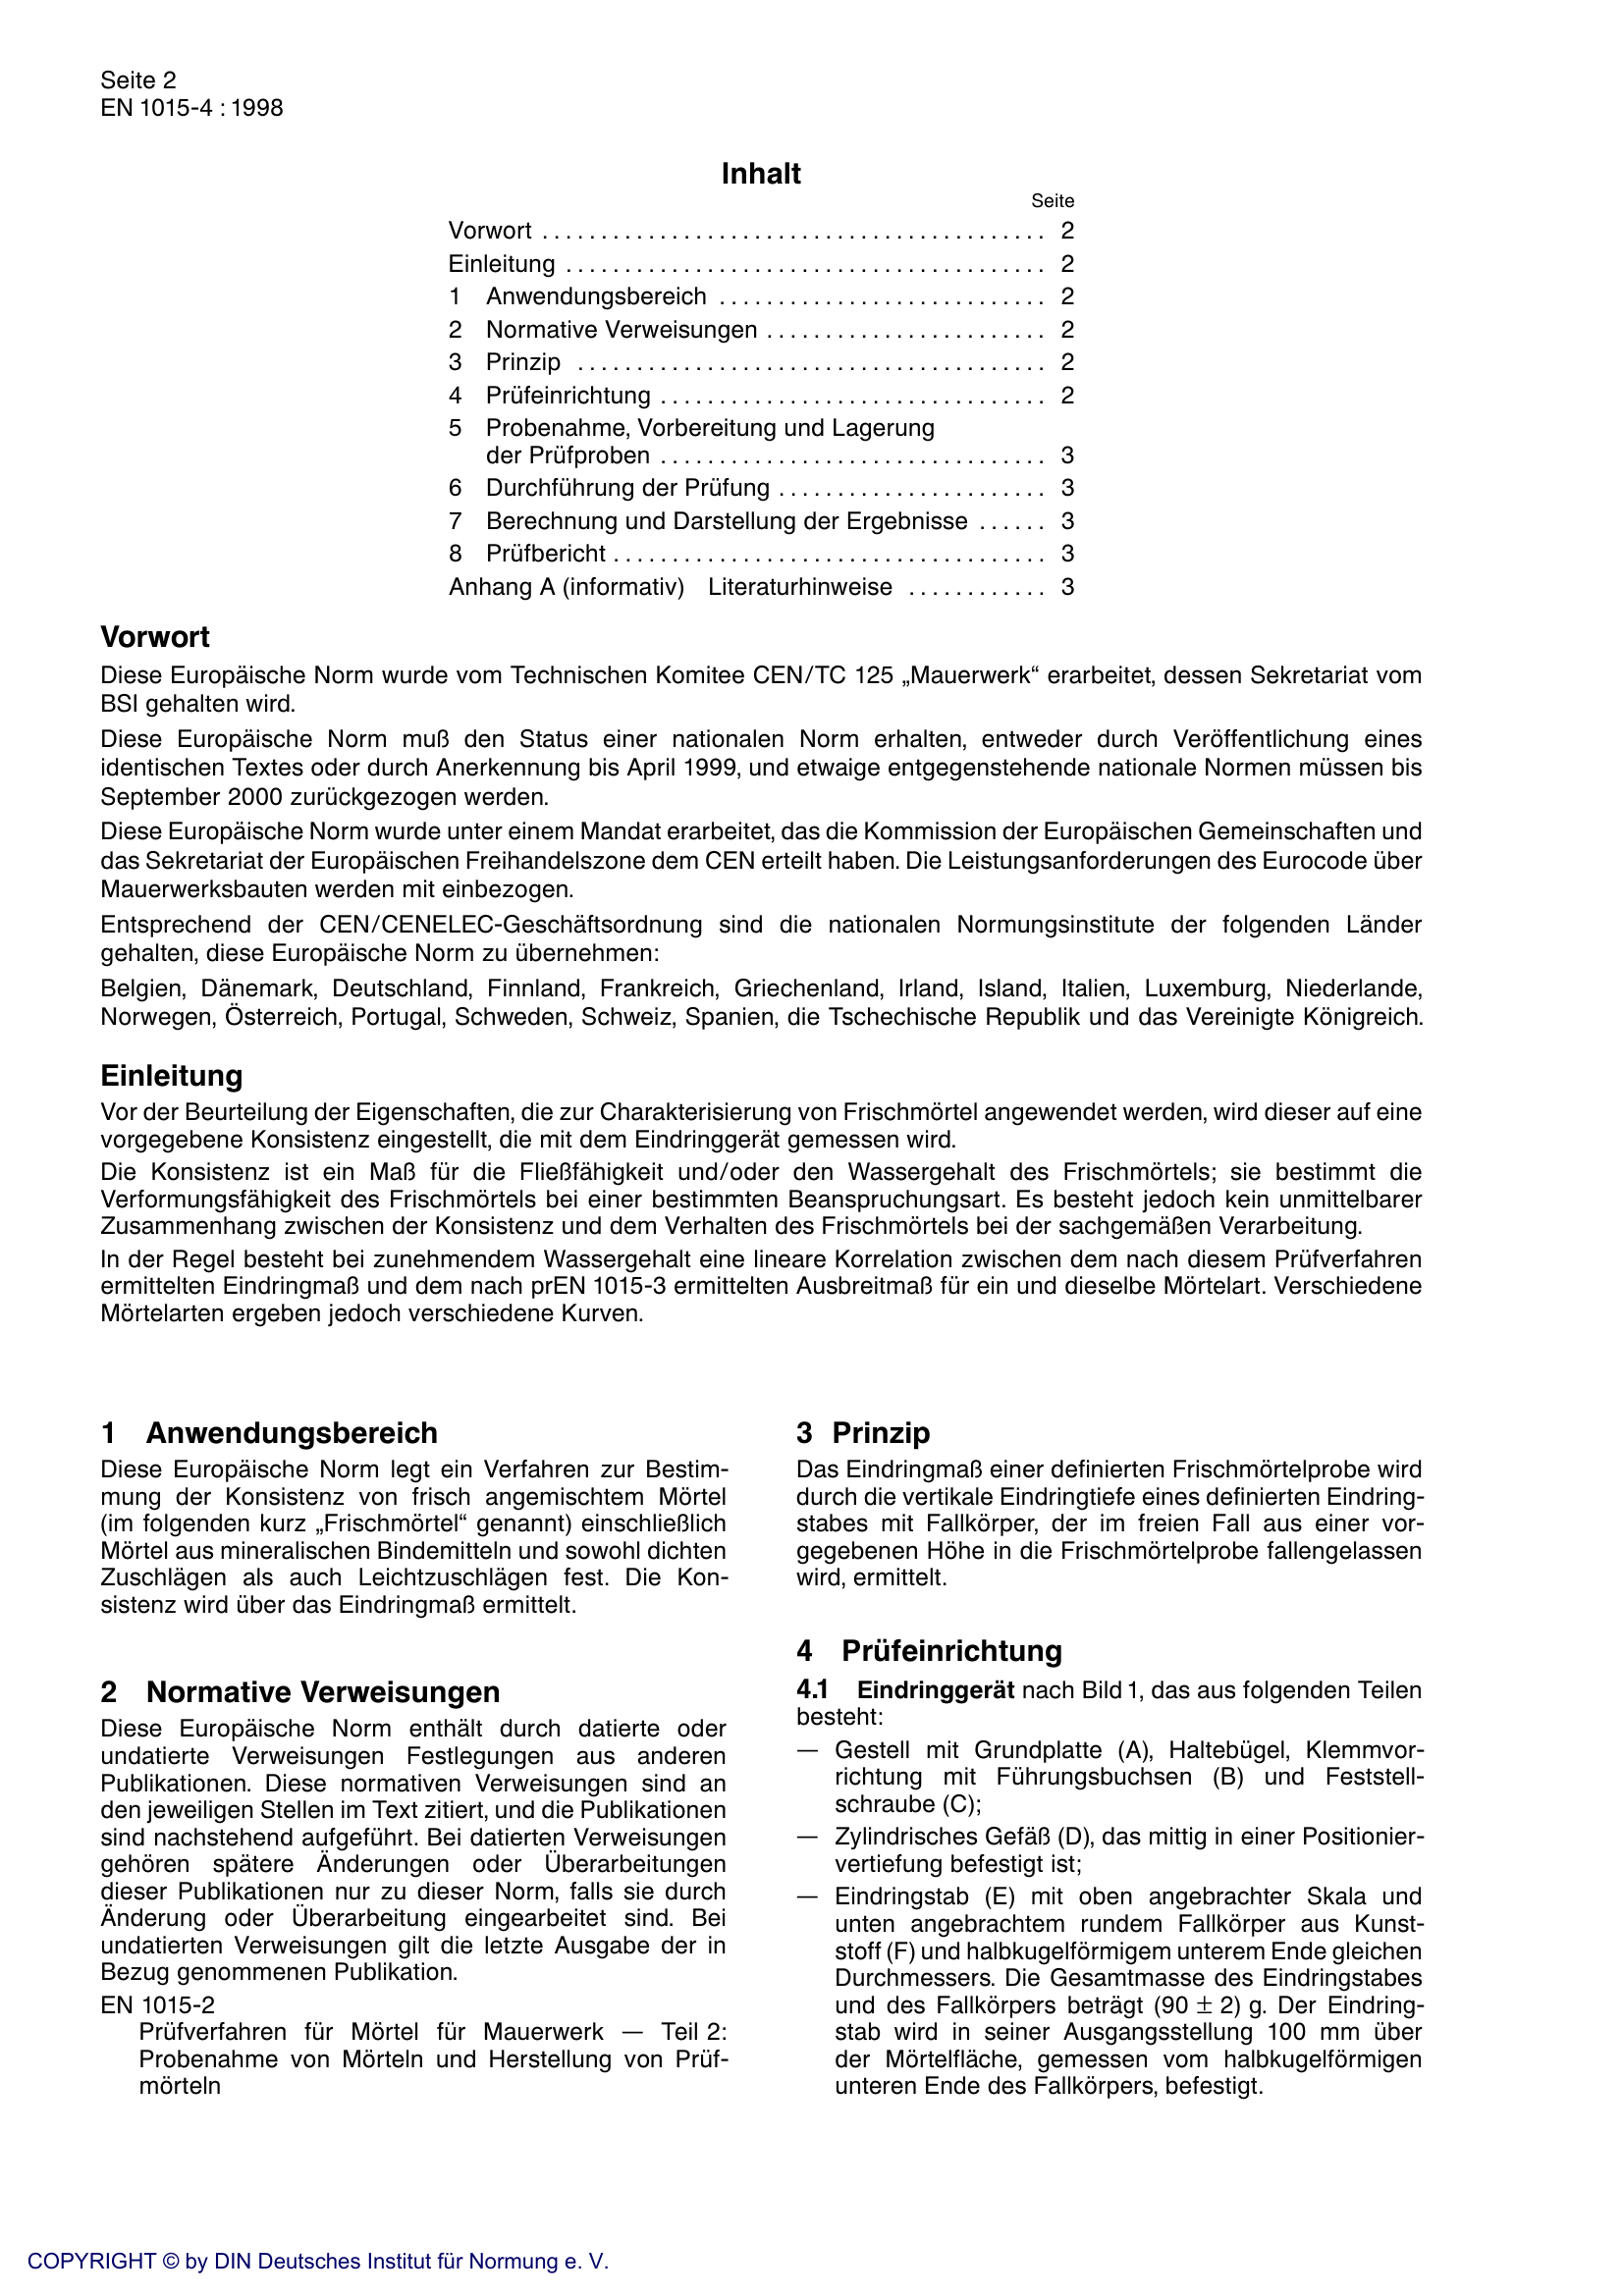 Seite 2
EN 1015-4 : 1998
Inhalt
Seite
Vorwort . . . . . . . . . . . . . . . . . . . . . . . . . . . . . . . . . . . . . . . . . . . 2
Einleitung . . . . . . . . . . . . . . . . . . . . . . . . . . . . . . . . . . . . . . . . . 2
1 Anwendungsbereich . . . . . . . . . . . . . . . . . . . . . . . . . . . . 2
2 Normative Verweisungen . . . . . . . . . . . . . . . . . . . . . . . . 2
3 Prinzip . . . . . . . . . . . . . . . . . . . . . . . . . . . . . . . . . . . . . . . . 2
4 Prüfeinrichtung . . . . . . . . . . . . . . . . . . . . . . . . . . . . . . . . . 2
5 Probenahme, Vorbereitung und Lagerung
der Prüfproben . . . . . . . . . . . . . . . . . . . . . . . . . . . . . . . . . 3
6 Durchführung der Prüfung . . . . . . . . . . . . . . . . . . . . . . . 3
7 Berechnung und Darstellung der Ergebnisse . . . . . . 3
8 Prüfbericht . . . . . . . . . . . . . . . . . . . . . . . . . . . . . . . . . . . . . 3
Anhang A (informativ) Literaturhinweise . . . . . . . . . . . . 3
Vorwort
Diese Europäische Norm wurde vom Technischen Komitee CEN/TC 125 „Mauerwerk“ erarbeitet, dessen Sekretariat vom
BSI gehalten wird.
Diese Europäische Norm muß den Status einer nationalen Norm erhalten, entweder durch Veröffentlichung eines
identischen Textes oder durch Anerkennung bis April 1999, und etwaige entgegenstehende nationale Normen müssen bis
September 2000 zurückgezogen werden.
Diese Europäische Norm wurde unter einem Mandat erarbeitet, das die Kommission der Europäischen Gemeinschaften und
das Sekretariat der Europäischen Freihandelszone dem CEN erteilt haben. Die Leistungsanforderungen des Eurocode über
Mauerwerksbauten werden mit einbezogen.
Entsprechend der CEN/CENELEC-Geschäftsordnung sind die nationalen Normungsinstitute der folgenden Länder
gehalten, diese Europäische Norm zu übernehmen:
Belgien, Dänemark, Deutschland, Finnland, Frankreich, Griechenland, Irland, Island, Italien, Luxemburg, Niederlande,
Norwegen, Österreich, Portugal, Schweden, Schweiz, Spanien, die Tschechische Republik und das Vereinigte Königreich.
Einleitung
Vor der Beurteilung der Eigenschaften, die zur Charakterisierung von Frischmörtel angewendet werden, wird dieser auf eine
vorgegebene Konsistenz eingestellt, die mit dem Eindringgerät gemessen wird.
Die Konsistenz ist ein Maß für die Fließfähigkeit und/oder den Wassergehalt des Frischmörtels; sie bestimmt die
Verformungsfähigkeit des Frischmörtels bei einer bestimmten Beanspruchungsart. Es besteht jedoch kein unmittelbarer
Zusammenhang zwischen der Konsistenz und dem Verhalten des Frischmörtels bei der sachgemäßen Verarbeitung.
In der Regel besteht bei zunehmendem Wassergehalt eine lineare Korrelation zwischen dem nach diesem Prüfverfahren
ermittelten Eindringmaß und dem nach prEN 1015-3 ermittelten Ausbreitmaß für ein und dieselbe Mörtelart. Verschiedene
Mörtelarten ergeben jedoch verschiedene Kurven.
1 Anwendungsbereich
Diese Europäische Norm legt ein Verfahren zur Bestim-
mung der Konsistenz von frisch angemischtem Mörtel
(im folgenden kurz „Frischmörtel“ genannt) einschließlich
Mörtel aus mineralischen Bindemitteln und sowohl dichten
Zuschlägen als auch Leichtzuschlägen fest. Die Kon-
sistenz wird über das Eindringmaß ermittelt.
2 Normative Verweisungen
Diese Europäische Norm enthält durch datierte oder
undatierte Verweisungen Festlegungen aus anderen
Publikationen. Diese normativen Verweisungen sind an
den jeweiligen Stellen im Text zitiert, und die Publikationen
sind nachstehend aufgeführt. Bei datierten Verweisungen
gehören spätere Änderungen oder Überarbeitungen
dieser Publikationen nur zu dieser Norm, falls sie durch
Änderung oder Überarbeitung eingearbeitet sind. Bei
undatierten Verweisungen gilt die letzte Ausgabe der in
Bezug genommenen Publikation.
EN 1015-2
Prüfverfahren für Mörtel für Mauerwerk — Teil 2:
Probenahme von Mörteln und Herstellung von Prüf-
mörteln
3 Prinzip
Das Eindringmaß einer definierten Frischmörtelprobe wird
durch die vertikale Eindringtiefe eines definierten Eindring-
stabes mit Fallkörper, der im freien Fall aus einer vor-
gegebenen Höhe in die Frischmörtelprobe fallengelassen
wird, ermittelt.
4 Prüfeinrichtung
4.1 Eindringgerät nach Bild 1, das aus folgenden Teilen
besteht:
— Gestell mit Grundplatte (A), Haltebügel, Klemmvor-
richtung mit Führungsbuchsen (B) und Feststell-
schraube (C);
— Zylindrisches Gefäß (D), das mittig in einer Positionier-
vertiefung befestigt ist;
— Eindringstab (E) mit oben angebrachter Skala und
unten angebrachtem rundem Fallkörper aus Kunst-
stoff (F) und halbkugelförmigem unterem Ende gleichen
Durchmessers. Die Gesamtmasse des Eindringstabes
und des Fallkörpers beträgt (90 ± 2) g. Der Eindring-
stab wird in seiner Ausgangsstellung 100 mm über
der Mörtelfläche, gemessen vom halbkugelförmigen
unteren Ende des Fallkörpers, befestigt.
COPYRIGHT © by DIN Deutsches Institut für Normung e. V.